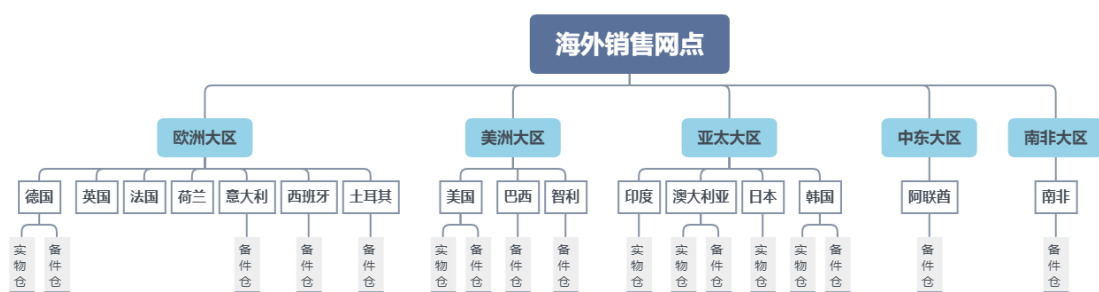 海外销售网点
欧洲大区
美洲大区
亚太大区
中东大区
南非大区
德国
英国
法国
荷兰
意大利
西班牙
土耳其
美国
巴西
智利
印度
澳大利亚
日本
韩国
阿联酋
南非
实物仓
备件仓
备件仓
备件仓
备件仓
实物仓
备件仓
备件仓
备件仓
实物仓
实物仓
备件仓
实物仓
实物仓
备件仓
备件仓
备件仓